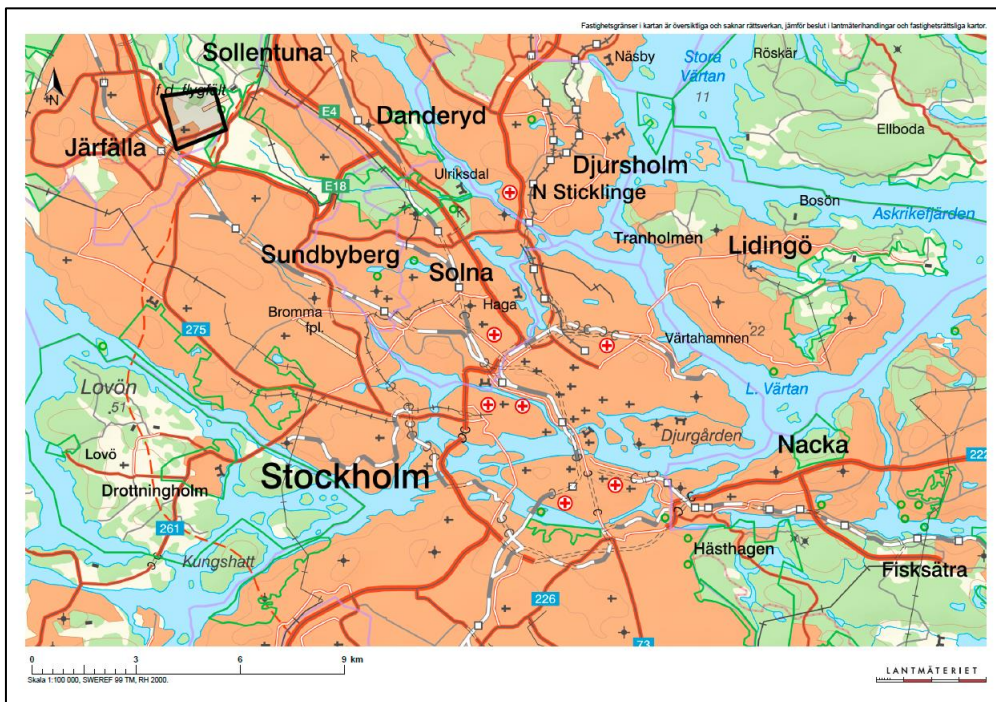 Fastighetsgränser i kartan är översiktliga och saknar rättsverkan, jämför beslut i lantmäterihandlingar och fastighetsrättsliga kartor.
Sollentuna
Näsby
Stora
Värtan
11
Röskär
25
N
f.d. flygfält
E4
Danderyd
Ellboda
Järfälla
Djursholm
Ulriksdal
E18
N Sticklinge
Bosön
Askrikefjärden
Tranholmen
Lidingö
Sundbyberg
Solna
Haga
Bromma
fpl.
275
22
Värtahamnen
Lovön
51
L. Värtan
Djurgården
Nacka
Lovö
Stockholm
222
Drottningholm
261
Kungshatt
Hästhagen
Fisksätra
226
73
0 3 6 9 km
Skala 1:100 000, SWEREF 99 TM, RH 2000.
LANTMÄTERIET